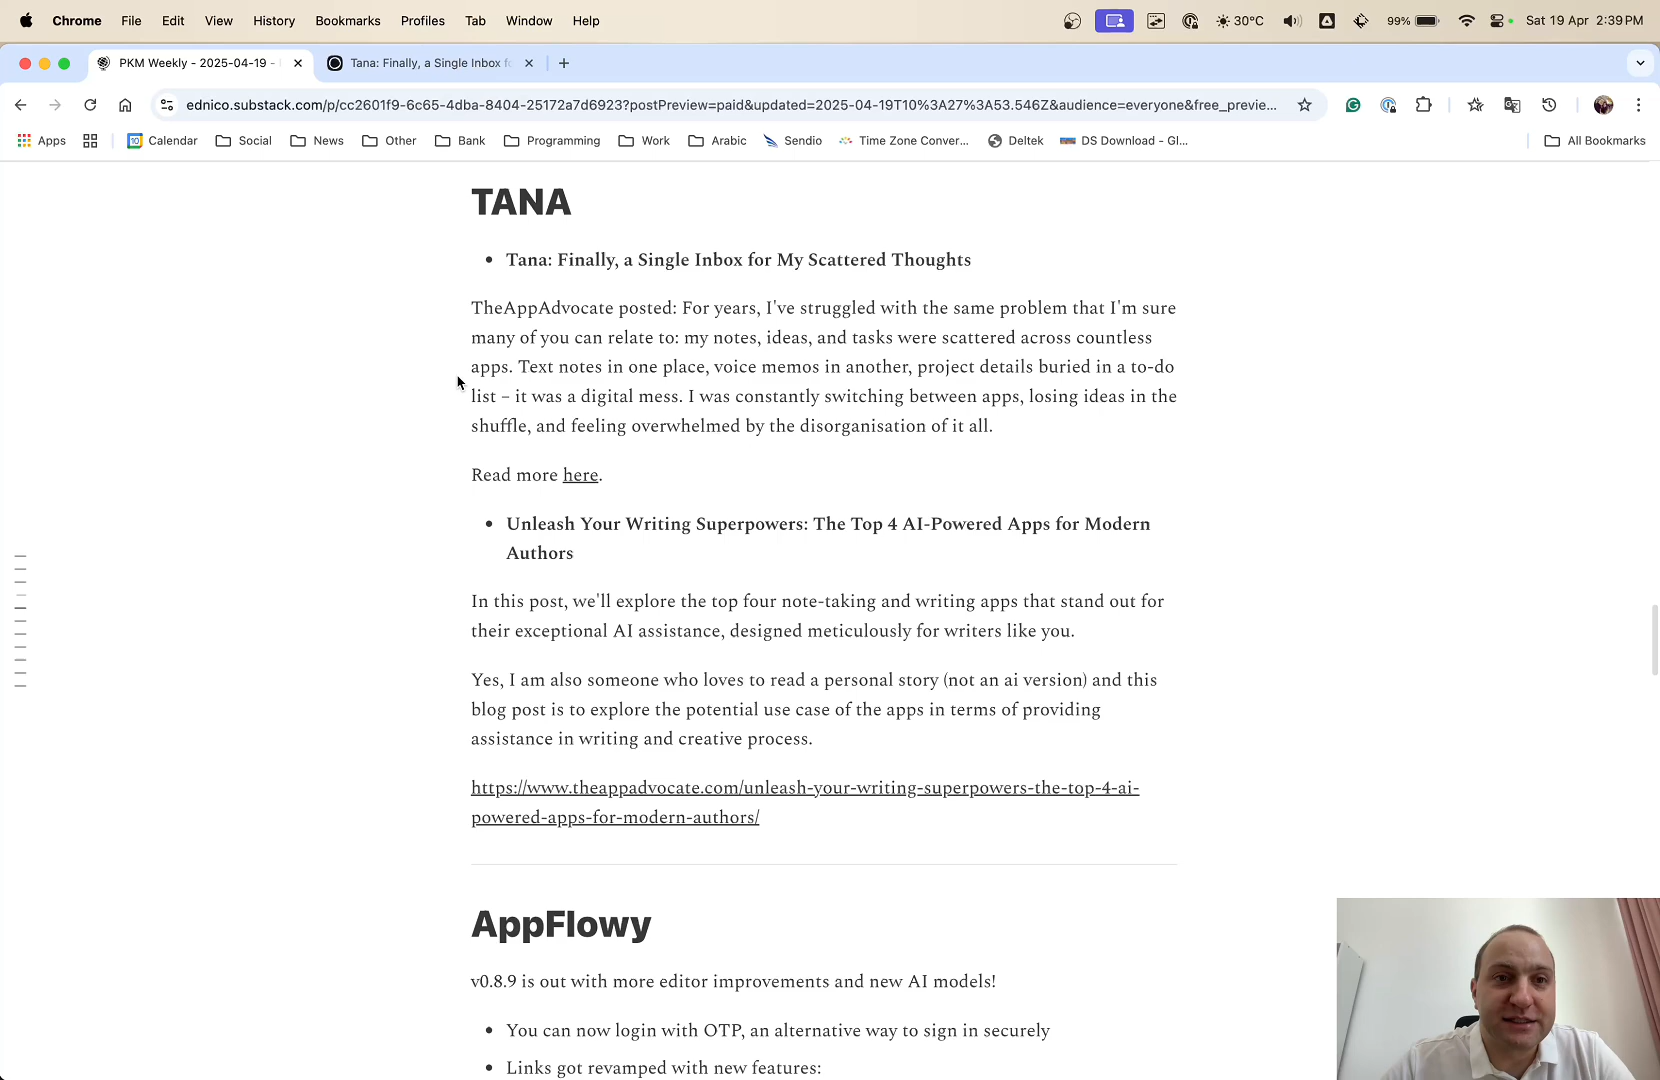 Chrome File Edit View History Bookmarks Profiles Tab Window Help 30°C 99% Sat 19 Apr 2:39 PM
PKM Weekly - 2025-04-19 - Tana: Finally, a Single Inbox fo
ednico.substack.com/p/cc2601f9-6c65-4dba-8404-25172a7d6923?postPreview=paid&updated=2025-04-19T10%3A27%3A53.546Z&audience=everyone&free_previe...
Apps Calendar Social News Other Bank Programming Work Arabic Sendio Time Zone Conver... Deltek DS Download - Gl... All Bookmarks
TANA
• Tana: Finally, a Single Inbox for My Scattered Thoughts
TheAppAdvocate posted: For years, I've struggled with the same problem that I'm sure
many of you can relate to: my notes, ideas, and tasks were scattered across countless
apps. Text notes in one place, voice memos in another, project details buried in a to-do
list – it was a digital mess. I was constantly switching between apps, losing ideas in the
shuffle, and feeling overwhelmed by the disorganisation of it all.
Read more here.
• Unleash Your Writing Superpowers: The Top 4 AI-Powered Apps for Modern
Authors
In this post, we'll explore the top four note-taking and writing apps that stand out for
their exceptional AI assistance, designed meticulously for writers like you.
Yes, I am also someone who loves to read a personal story (not an ai version) and this
blog post is to explore the potential use case of the apps in terms of providing
assistance in writing and creative process.
https://www.theappadvocate.com/unleash-your-writing-superpowers-the-top-4-ai-
powered-apps-for-modern-authors/
AppFlowy
v0.8.9 is out with more editor improvements and new AI models!
• You can now login with OTP, an alternative way to sign in securely
• Links got revamped with new features: